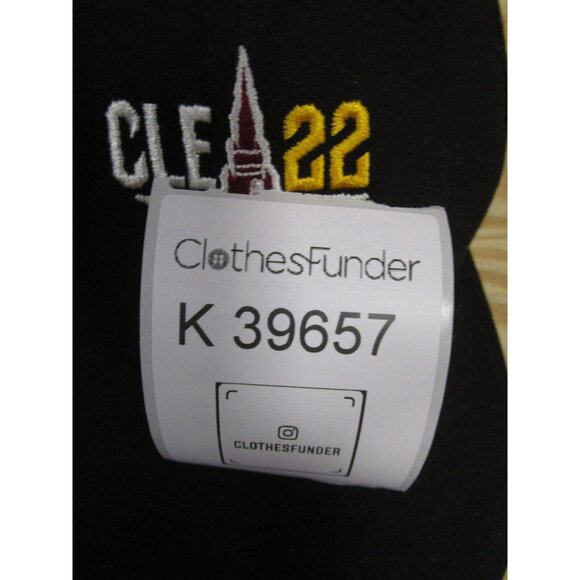 CLE 22
ClothesFunder
K 39657
CLOTHESFUNDER